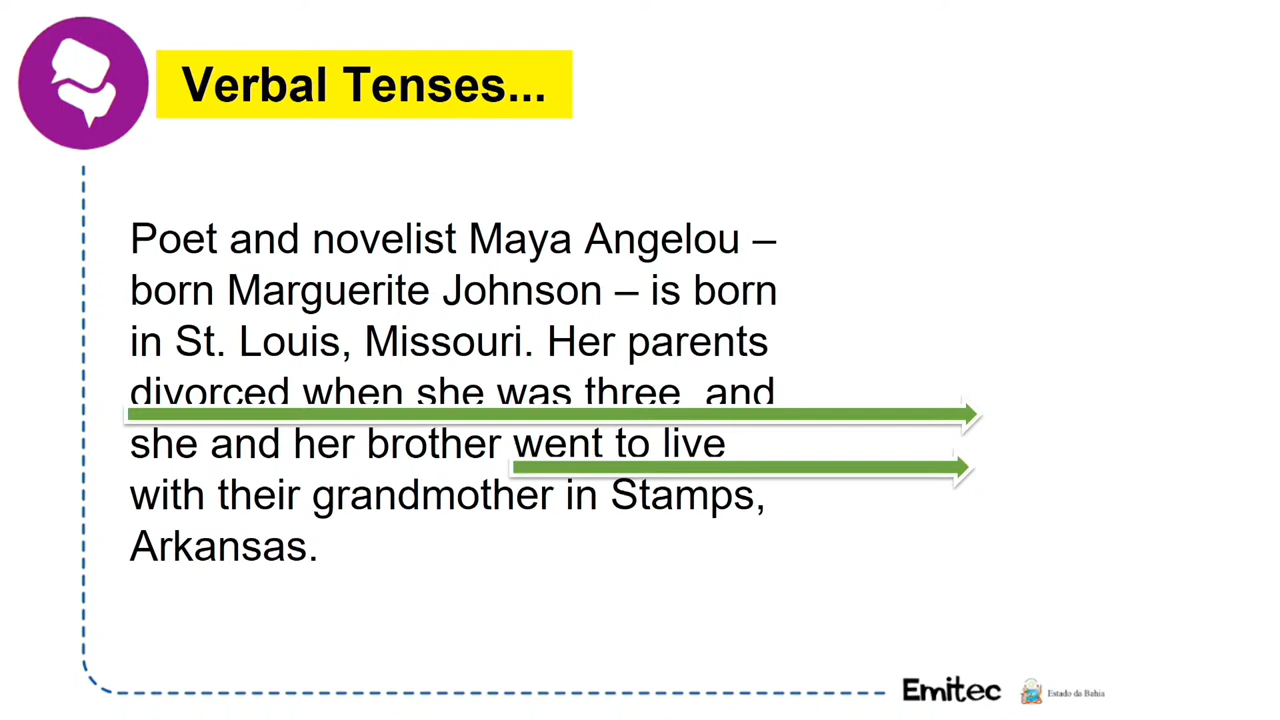 Verbal Tenses...
Poet and novelist Maya Angelou –
born Marguerite Johnson – is born
in St. Louis, Missouri. Her parents
divorced when she was three, and
she and her brother went to live
with their grandmother in Stamps,
Arkansas.
Emitec
Estado da Bahia